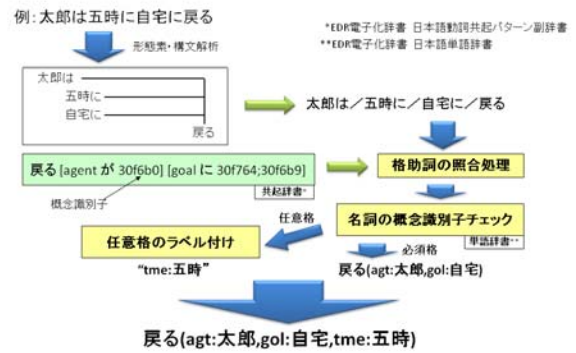 例：太郎は五時に自宅に戻る
*EDR電子化辞書 日本語動詞共起パターン副辞書
**EDR電子化辞書 日本語単語辞書
形態素・構文解析
太郎は
五時に
自宅に
戻る
太郎は／五時に／自宅に／戻る
戻る[agent が 30f6b0] [goal に 30f764;30f6b9]
共起辞書*
概念識別子
格助詞の照合処理
名詞の概念識別子チェック
単語辞書**
任意格
任意格のラベル付け
必須格
"tme:五時"
戻る(agt:太郎,gol:自宅)
戻る(agt:太郎,gol:自宅,tme:五時)